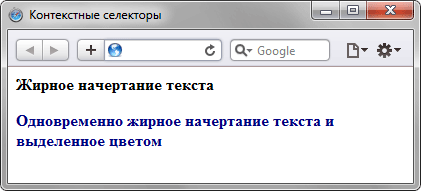 Контекстные селекторы
Google
Жирное начертание текста
Одновременно жирное начертание текста и
выделенное цветом